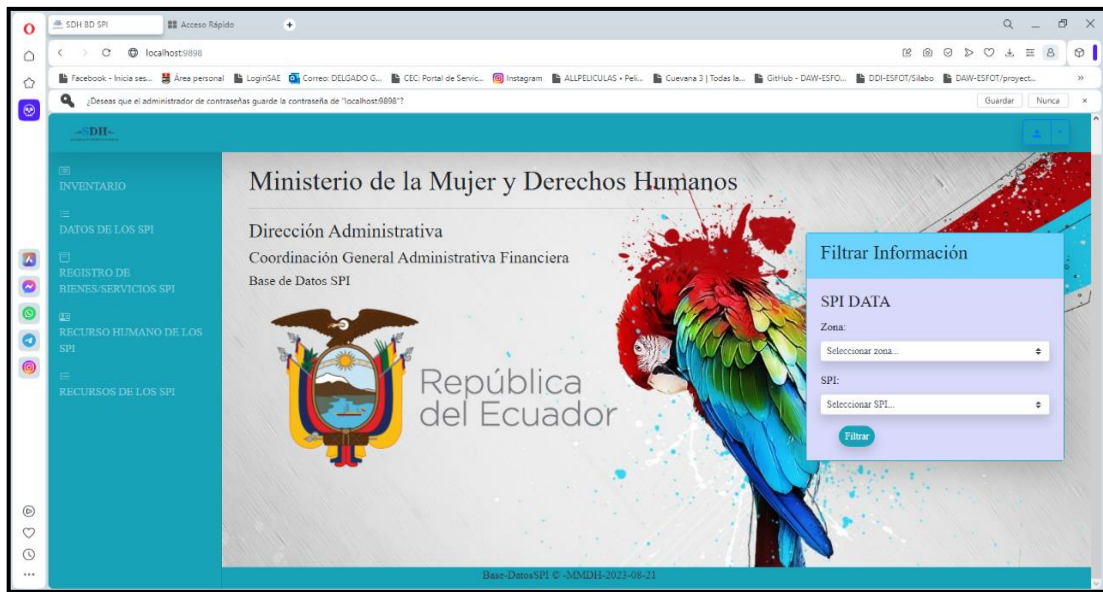 SDH BD SPI
Acceso Rápido
localhost:9898
Facebook - Inicia ses...
Área personal
LoginSAE
Correo: DELGADO G...
CEC: Portal de Servic...
Instagram
ALLPELICULAS • Peli...
Cuevana 3 | Todas la...
GitHub - DAW-ESFO...
DDI-ESFOT/Silabo
DAW-ESFOT/proyect...
¿Deseas que el administrador de contraseñas guarde la contraseña de "localhost:9898"?
Guardar
Nunca
SDH
INVENTARIO
DATOS DE LOS SPI
REGISTRO DE
BIENES/SERVICIOS SPI
RECURSO HUMANO DE LOS
SPI
RECURSOS DE LOS SPI
Ministerio de la Mujer y Derechos Humanos
Dirección Administrativa
Coordinación General Administrativa Financiera
Base de Datos SPI
República
del Ecuador
Filtrar Información
SPI DATA
Zona:
Seleccionar zona...
SPI:
Seleccionar SPI...
Filtrar
Base-DatosSPI © -MMDH-2023-08-21